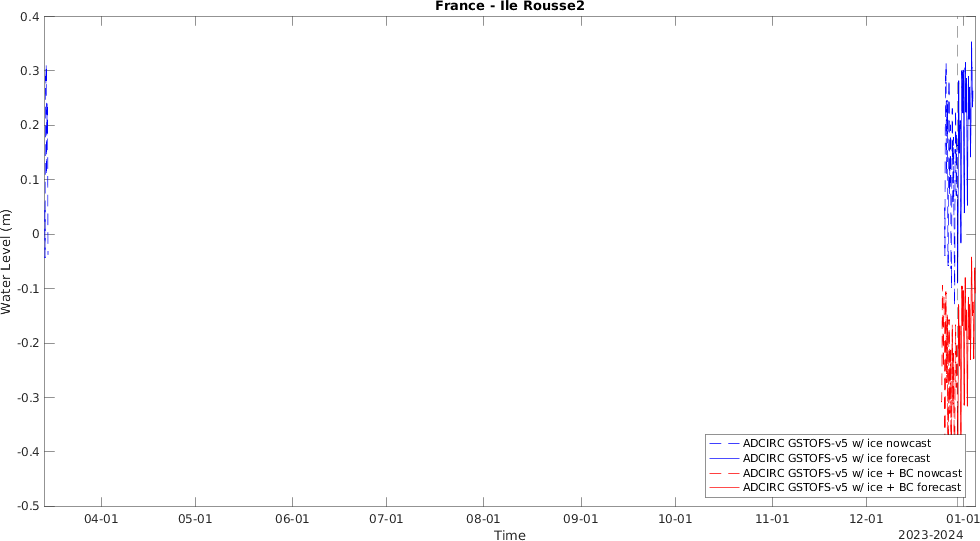 France - Ile Rousse2
Water Level (m)
0.4
0.3
0.2
0.1
0
-0.1
-0.2
-0.3
-0.4
-0.5
ADCIRC GSTOFS-v5 w/ ice nowcast
ADCIRC GSTOFS-v5 w/ ice forecast
ADCIRC GSTOFS-v5 w/ ice + BC nowcast
ADCIRC GSTOFS-v5 w/ ice + BC forecast
04-01 05-01 06-01 07-01 08-01 09-01 10-01 11-01 12-01 01-01
Time
2023-2024